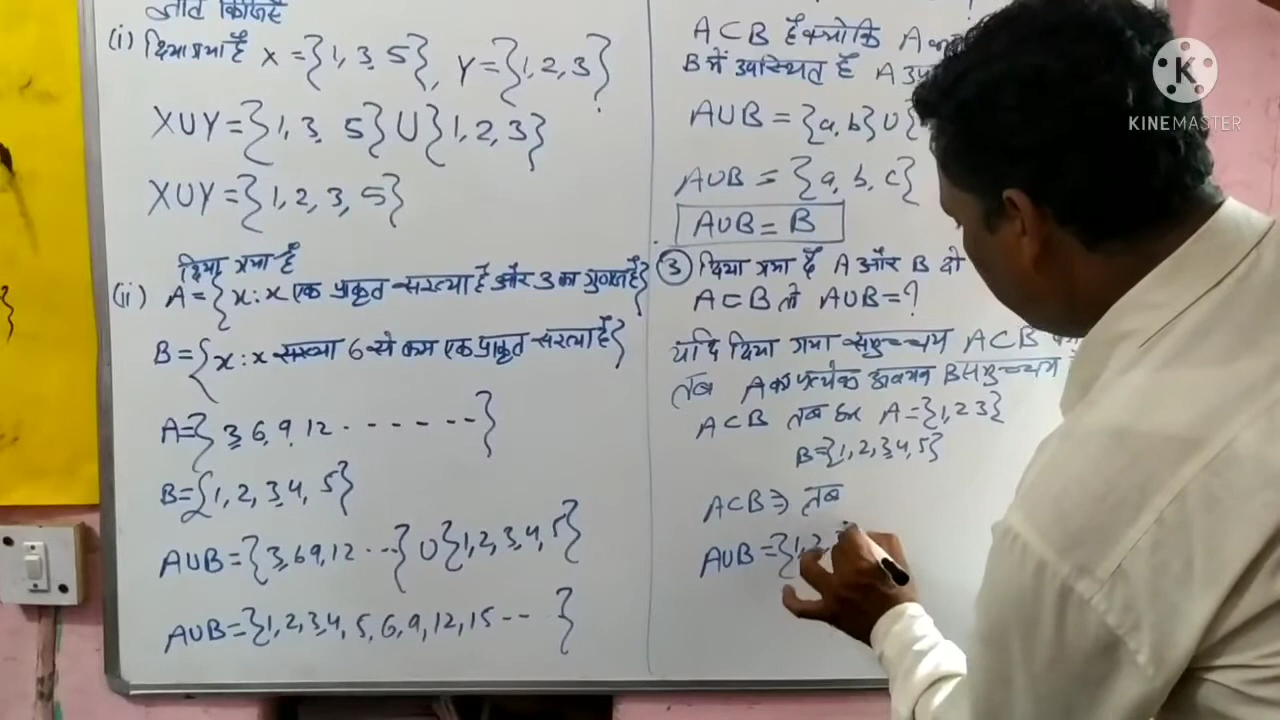 ज्ञात किजिए
(i) दिया गया है X = {1, 3, 5}, Y = {1, 2, 3}
X∪Y = {1, 3, 5} ∪ {1, 2, 3}
X∪Y = {1, 2, 3, 5}
दिया गया है
(ii) A = {x : x एक प्राकृत संख्या है और 3 का गुणज है}
B = {x : x संख्या 6 से कम एक प्राकृत संख्या है}
A = {3, 6, 9, 12 - - - - - - -}
B = {1, 2, 3, 4, 5}
A∪B = {3, 6 9, 12 ---} ∪ {1, 2, 3, 4, 5}
A∪B = {1, 2, 3, 4, 5, 6, 9, 12, 15 -- }
A⊂B है क्योकि A
B में उपस्थित है A
A∪B = {a, b} ∪ {
A∪B = {a, b, c}
A∪B = B
③ दिया गया है A और B दो
A⊂B तो A∪B = ?
यदि दिया गया समुच्चय A⊂B
तब A का प्रत्येक अवयव B समुच्चय
A⊂B तब A = {1, 2 3}
B = {1, 2, 3, 4, 5}
A⊂B ⇒ तब
A∪B = {1, 2,
KINEMASTER